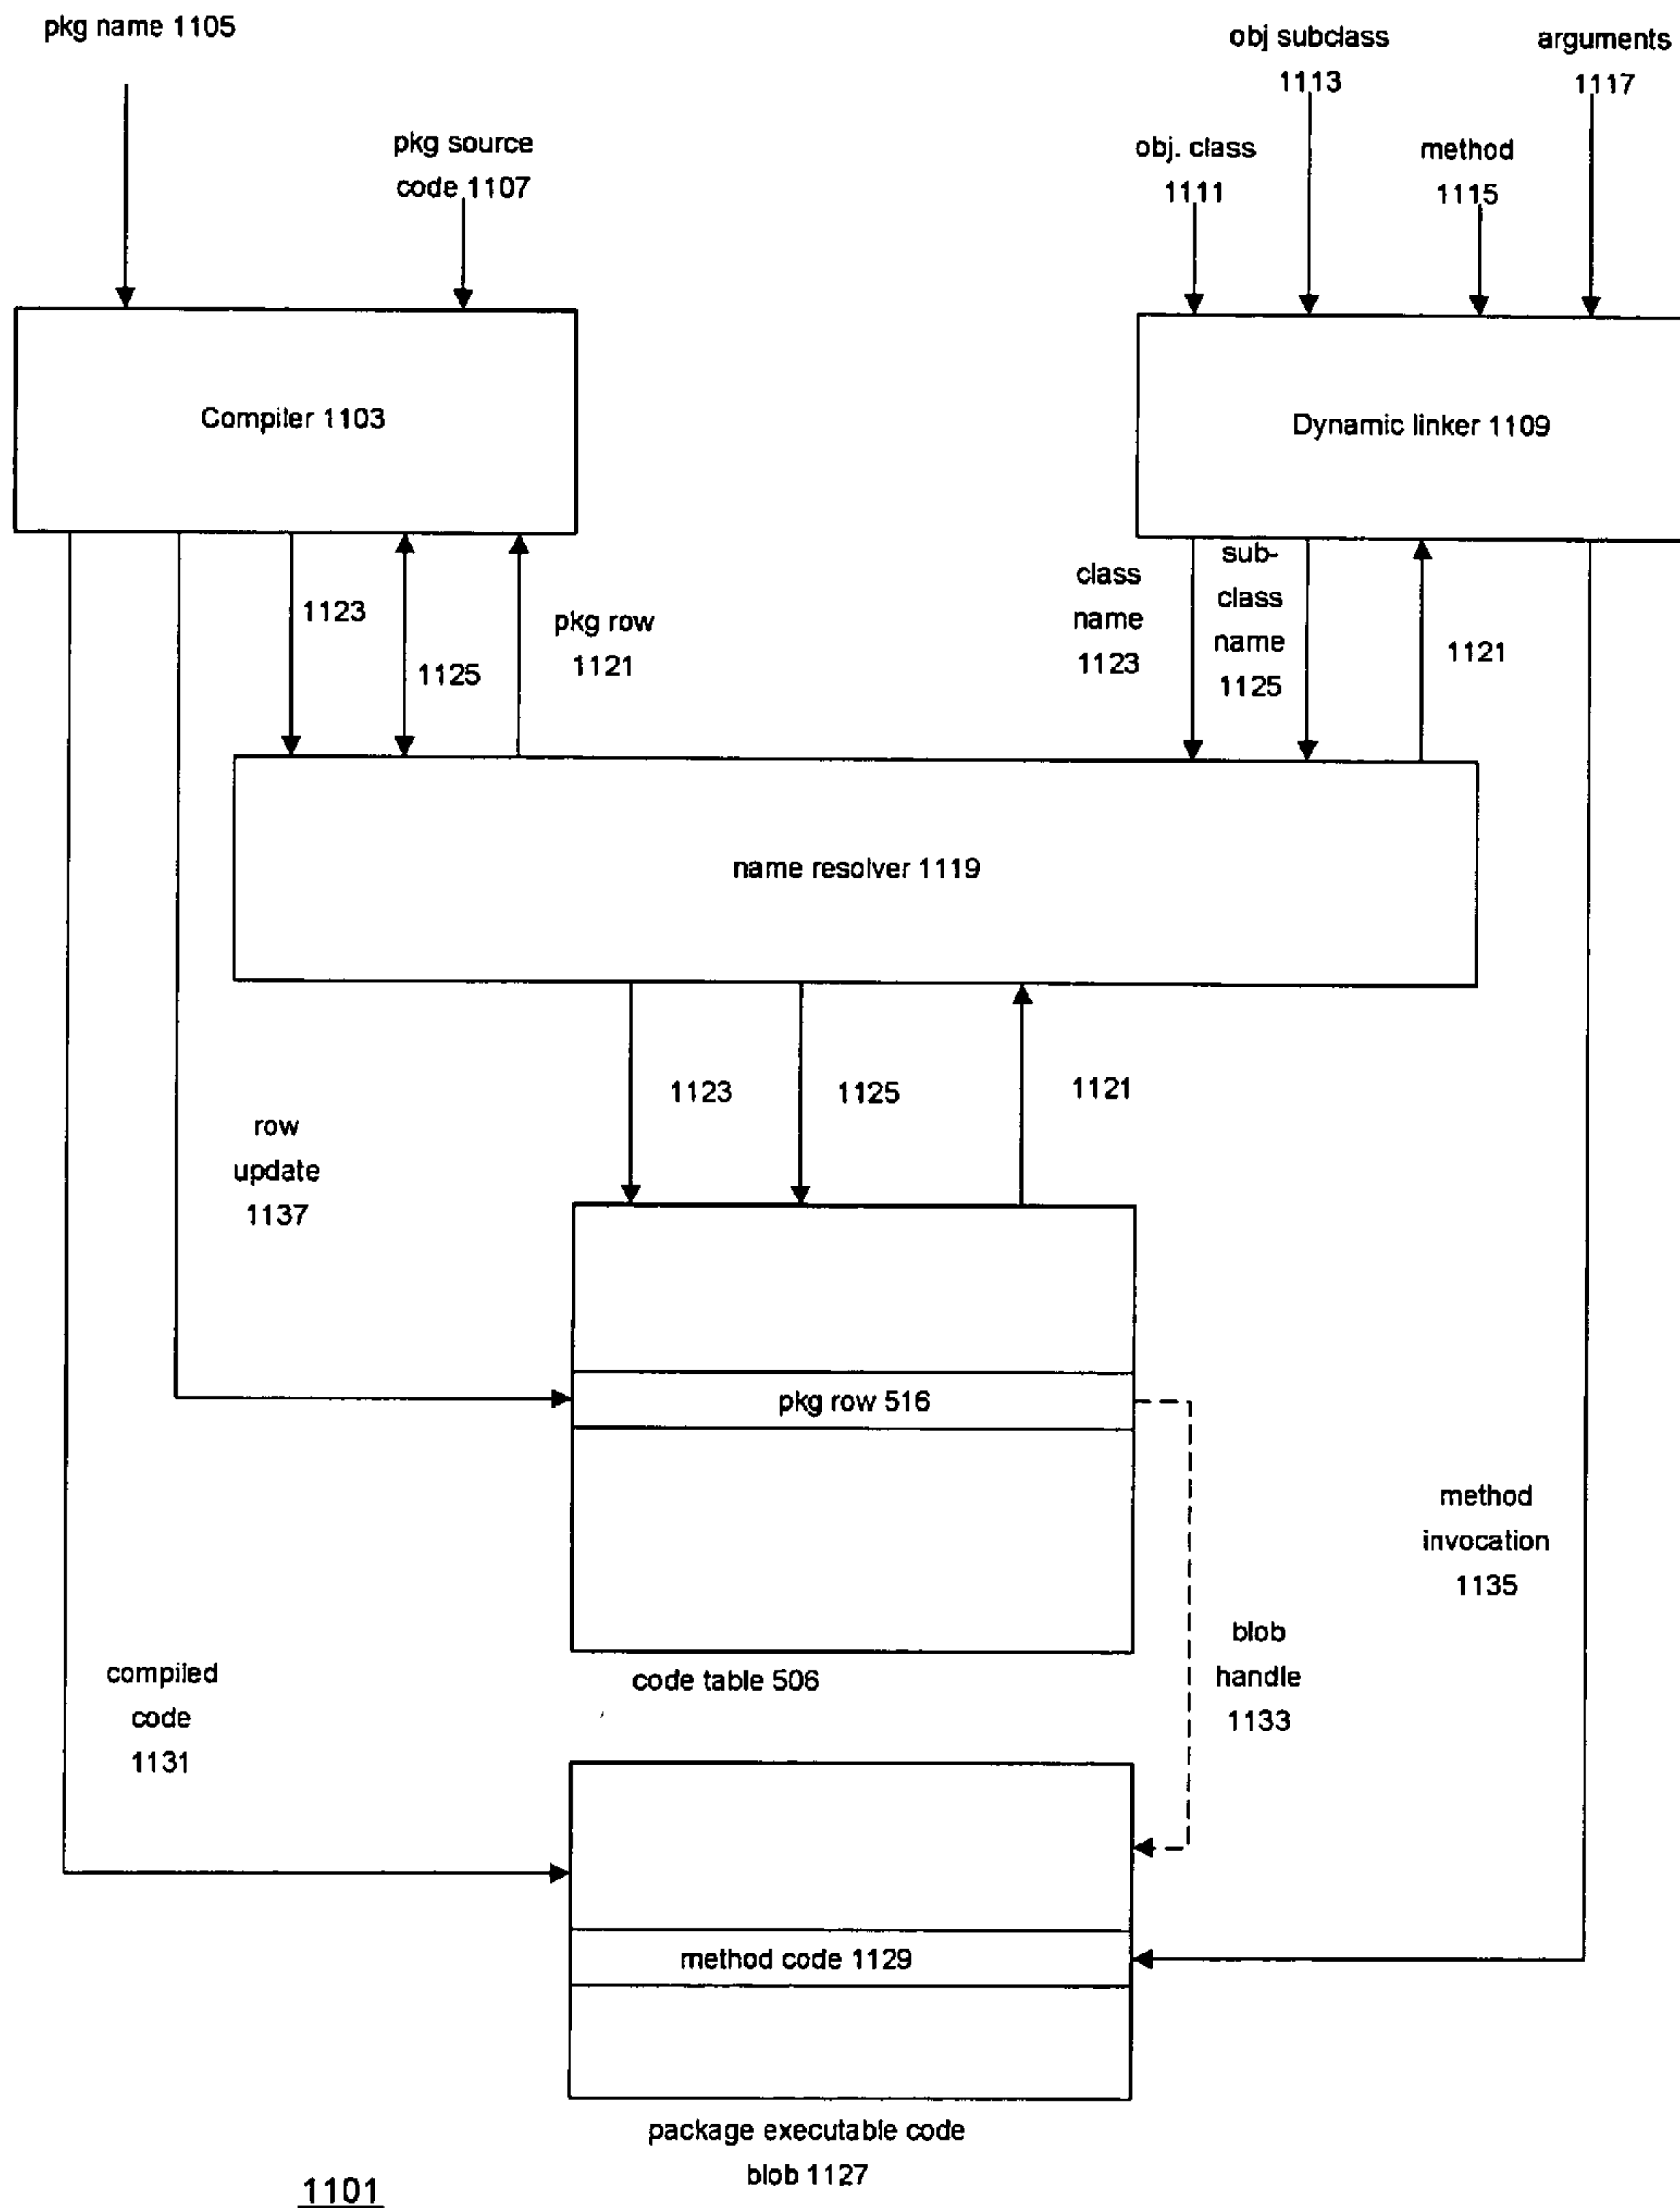 pkg name 1105
obj subclass
1113
arguments
1117
pkg source
code 1107
obj. class
1111
method
1115
Compiler 1103
Dynamic linker 1109
1123
1125
pkg row
1121
class
name
1123
sub-
class
name
1125
1121
name resolver 1119
1123
1125
1121
row
update
1137
pkg row 516
method
invocation
1135
blob
handle
1133
code table 506
compiled
code
1131
method code 1129
package executable code
blob 1127
1101